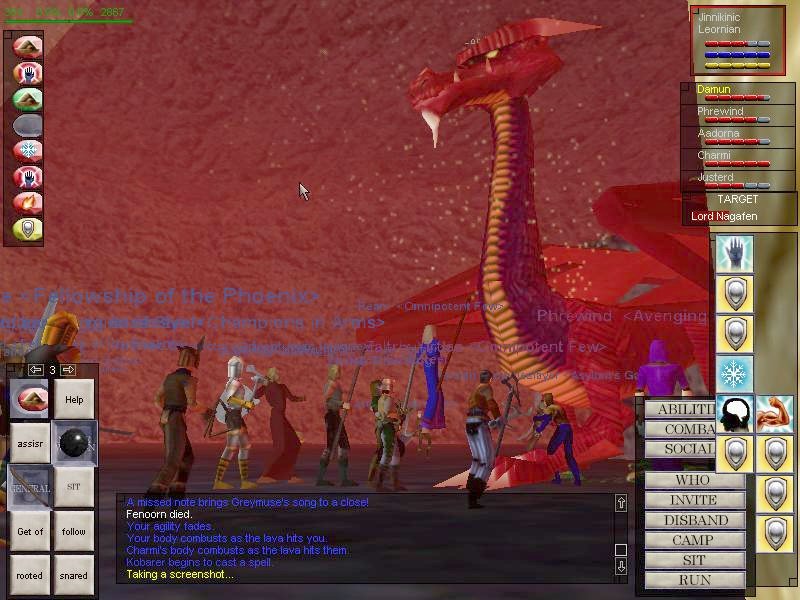 2867
Jinnikinic
Leornian
Damun
Phrewind
Aadorna
Charmi
Justerd
TARGET
Lord Nagafen
<Fellowship of the Phoenix>
<Omnipotent Few>
Phrewind <Avenging
<Champions in Arms>
<Omnipotent Few>
3
Help
assisr
GENERAL
SIT
Get of
follow
rooted
snared
A missed note brings Greymuse's song to a close!
Fenoorn died.
Your agility fades.
Your body combusts as the lava hits you.
Charmi's body combusts as the lava hits them.
Kobarer begins to cast a spell.
Taking a screenshot...
ABILITI
COMBA
SOCIAL
WHO
INVITE
DISBAND
CAMP
SIT
RUN